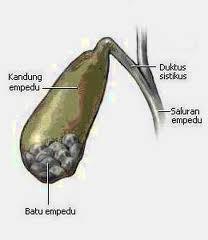 Kandung
empedu
Duktus
sistikus
Saluran
empedu
Batu empedu